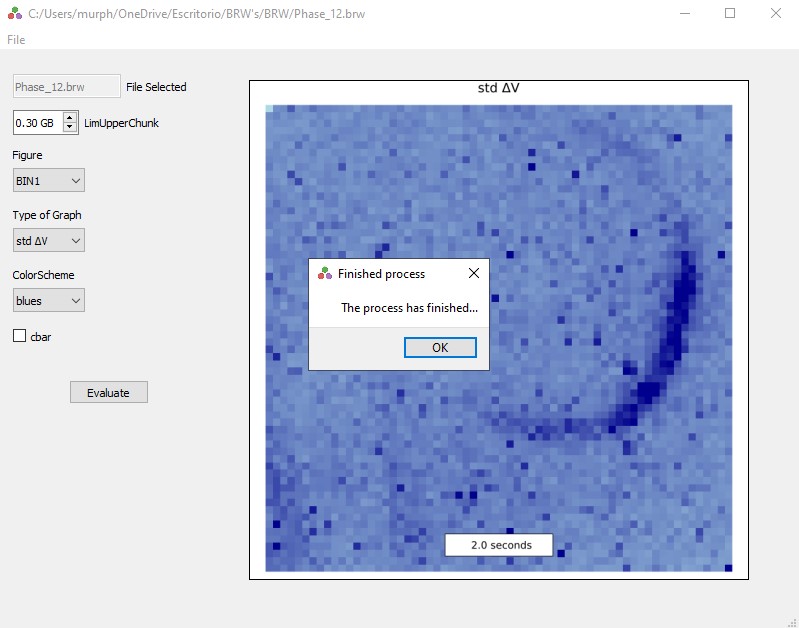 C:/Users/murph/OneDrive/Escritorio/BRW's/BRW/Phase_12.brw
File
Phase_12.brw File Selected
0.30 GB LimUpperChunk
Figure
BIN1
Type of Graph
std ΔV
ColorScheme
blues
cbar
Evaluate
std ΔV
Finished process
The process has finished...
OK
2.0 seconds